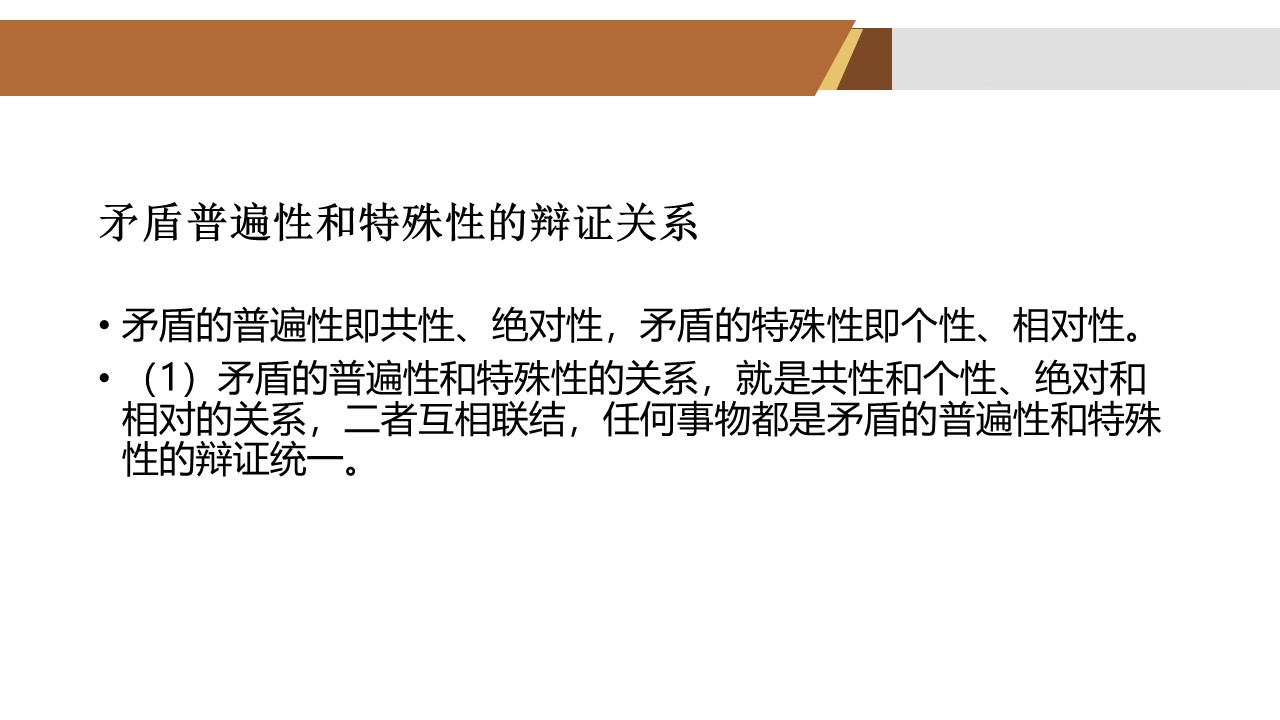 矛盾普遍性和特殊性的辩证关系
• 矛盾的普遍性即共性、绝对性，矛盾的特殊性即个性、相对性。
• （1）矛盾的普遍性和特殊性的关系，就是共性和个性、绝对和
相对的关系，二者互相联结，任何事物都是矛盾的普遍性和特殊
性的辩证统一。